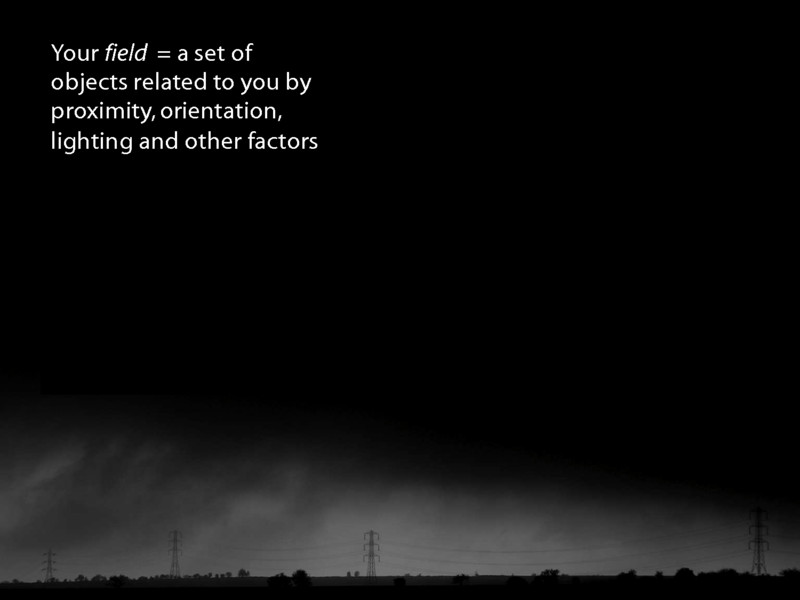 Your field = a set of
objects related to you by
proximity, orientation,
lighting and other factors